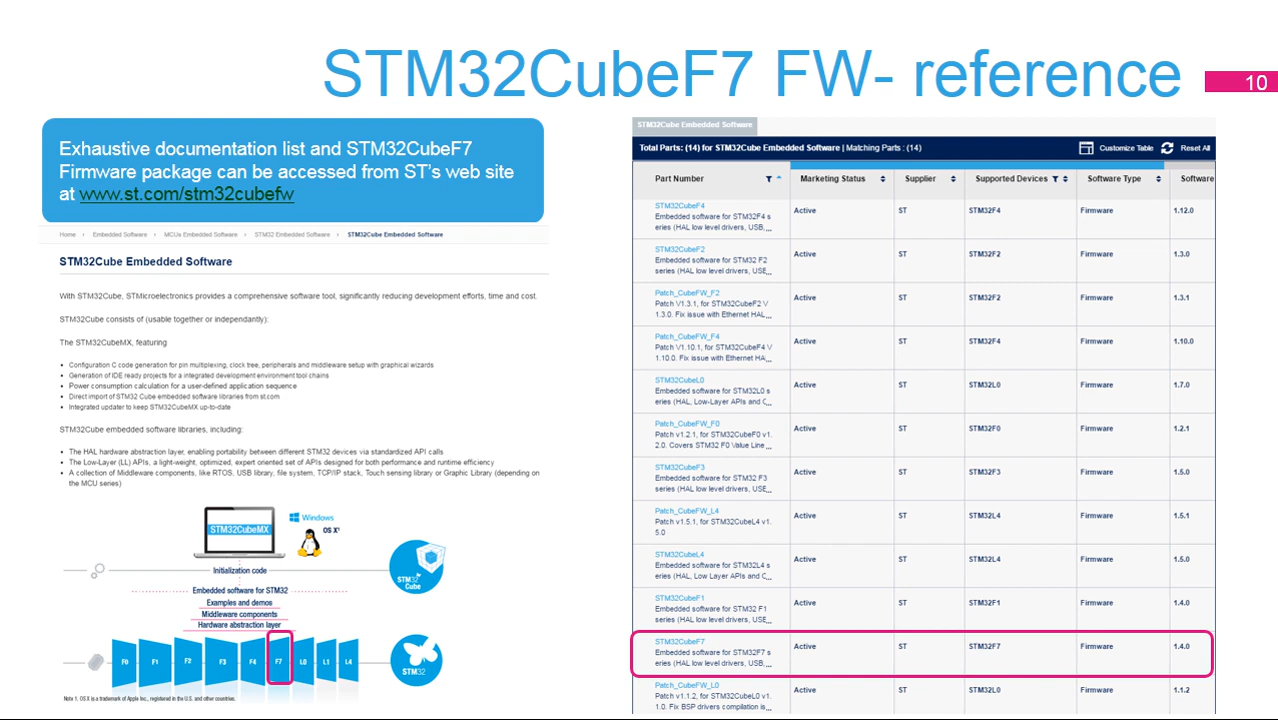 STM32CubeF7 FW- reference
10
Exhaustive documentation list and STM32CubeF7
Firmware package can be accessed from ST's web site
at www.st.com/stm32cubefw
Home › Embedded Software › MCUs Embedded Software › STM32 Embedded Software › STM32Cube Embedded Software
STM32Cube Embedded Software
With STM32Cube, STMicroelectronics provides a comprehensive software tool, significantly reducing development efforts, time and cost.
STM32Cube consists of (usable together or independantly):
The STM32CubeMX, featuring
• Configuration C code generation for pin multiplexing, clock tree, peripherals and middleware setup with graphical wizards
• Generation of IDE ready projects for a integrated development environment tool chains
• Power consumption calculation for a user-defined application sequence
• Direct import of STM32 Cube embedded software libraries from st.com
• Integrated updater to keep STM32CubeMX up-to-date
STM32Cube embedded software libraries, including:
• The HAL hardware abstraction layer, enabling portability between different STM32 devices via standardized API calls
• The Low-Layer (LL) APIs, a light-weight, optimized, expert oriented set of APIs designed for both performance and runtime efficiency
• A collection of Middleware components, like RTOS, USB library, file system, TCP/IP stack, Touch sensing library or Graphic Library (depending on
the MCU series)
STM32CubeMX
Windows
OS X¹
Initialization code
STM32
Cube
Embedded software for STM32
Examples and demos
Middleware components
Hardware abstraction layer
F0 F1 F2 F3 F4 F7 L0 L1 L4
STM32
Note 1. OS X is a trademark of Apple Inc., registered in the U.S. and other countries.
STM32Cube Embedded Software
Total Parts: (14) for STM32Cube Embedded Software | Matching Parts : (14) Customize Table Reset All
Part Number Marketing Status Supplier Supported Devices Software Type Software
STM32CubeF4
Embedded software for STM32F4 s Active ST STM32F4 Firmware 1.12.0
eries (HAL low level drivers, USB,...
STM32CubeF2
Embedded software for STM32 F2 Active ST STM32F2 Firmware 1.3.0
series (HAL low level drivers, USE...
Patch_CubeFW_F2
Patch V1.3.1, for STM32CubeF2 V Active ST STM32F2 Firmware 1.3.1
1.3.0. Fix issue with Ethernet HAL...
Patch_CubeFW_F4
Patch V1.10.1, for STM32CubeF4 V Active ST STM32F4 Firmware 1.10.0
1.10.0. Fix issue with Ethernet HA...
STM32CubeL0
Embedded software for STM32L0 s Active ST STM32L0 Firmware 1.7.0
eries (HAL, Low-Layer APIs and C...
Patch_CubeFW_F0
Patch v1.2.1, for STM32CubeF0 v1. Active ST STM32F0 Firmware 1.2.1
2.0. Covers STM32 F0 Value Line ...
STM32CubeF3
Embedded software for STM32 F3 Active ST STM32F3 Firmware 1.5.0
series (HAL low level drivers, USE...
Patch_CubeFW_L4
Patch v1.5.1, for STM32CubeL4 v1. Active ST STM32L4 Firmware 1.5.1
5.0
STM32CubeL4
Embedded software for STM32L4 s Active ST STM32L4 Firmware 1.5.0
eries (HAL, Low Layer APIs and C...
STM32CubeF1
Embedded software for STM32 F1 Active ST STM32F1 Firmware 1.4.0
series (HAL low level drivers, USE...
STM32CubeF7
Embedded software for STM32F7 s Active ST STM32F7 Firmware 1.4.0
eries (HAL low level drivers, USB,...
Patch_CubeFW_L0
Patch v1.1.2, for STM32CubeL0 v1. Active ST STM32L0 Firmware 1.1.2
1.0. Fix BSP drivers compilation is...